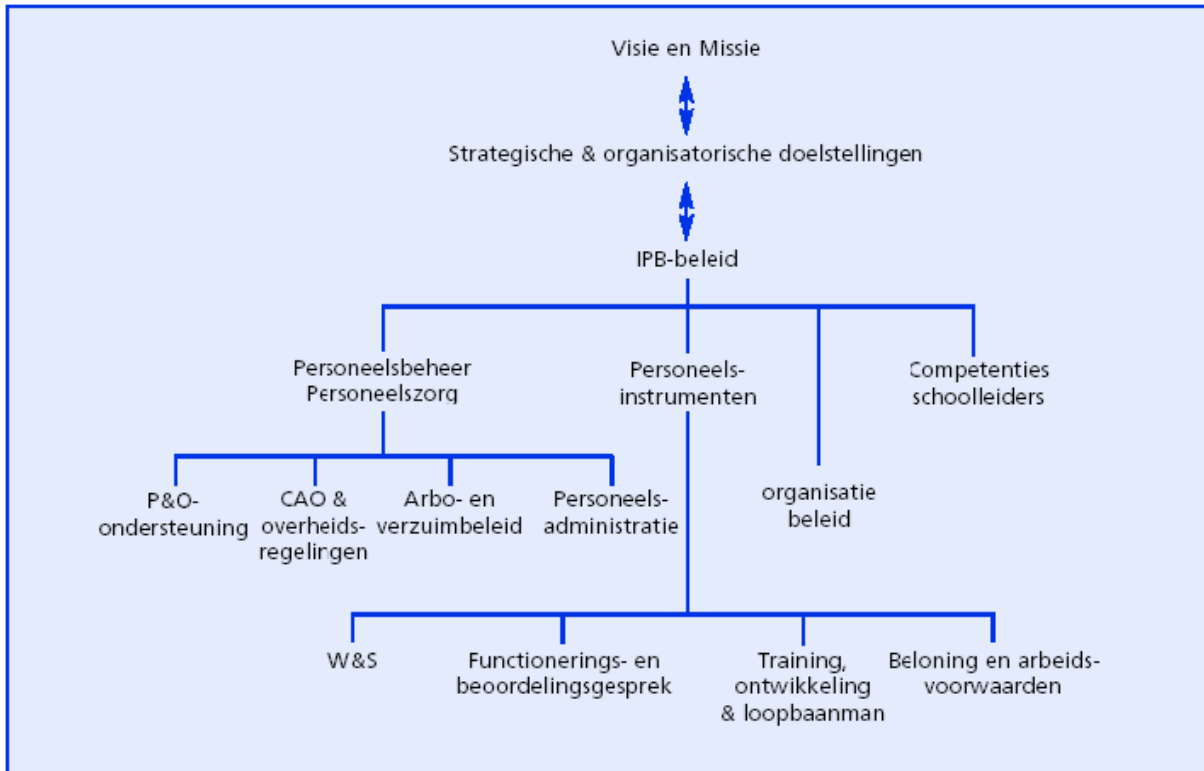 Visie en Missie
Strategische & organisatorische doelstellingen
IPB-beleid
Personeelsbeheer
Personeelszorg
Personeels-
instrumenten
Competenties
schoolleiders
P&O-
ondersteuning
CAO &
overheids-
regelingen
Arbo- en
verzuimbeleid
Personeels-
administratie
organisatie
beleid
W&S
Functionerings- en
beoordelingsgesprek
Training,
ontwikkeling
& loopbaanman
Beloning en arbeids-
voorwaarden